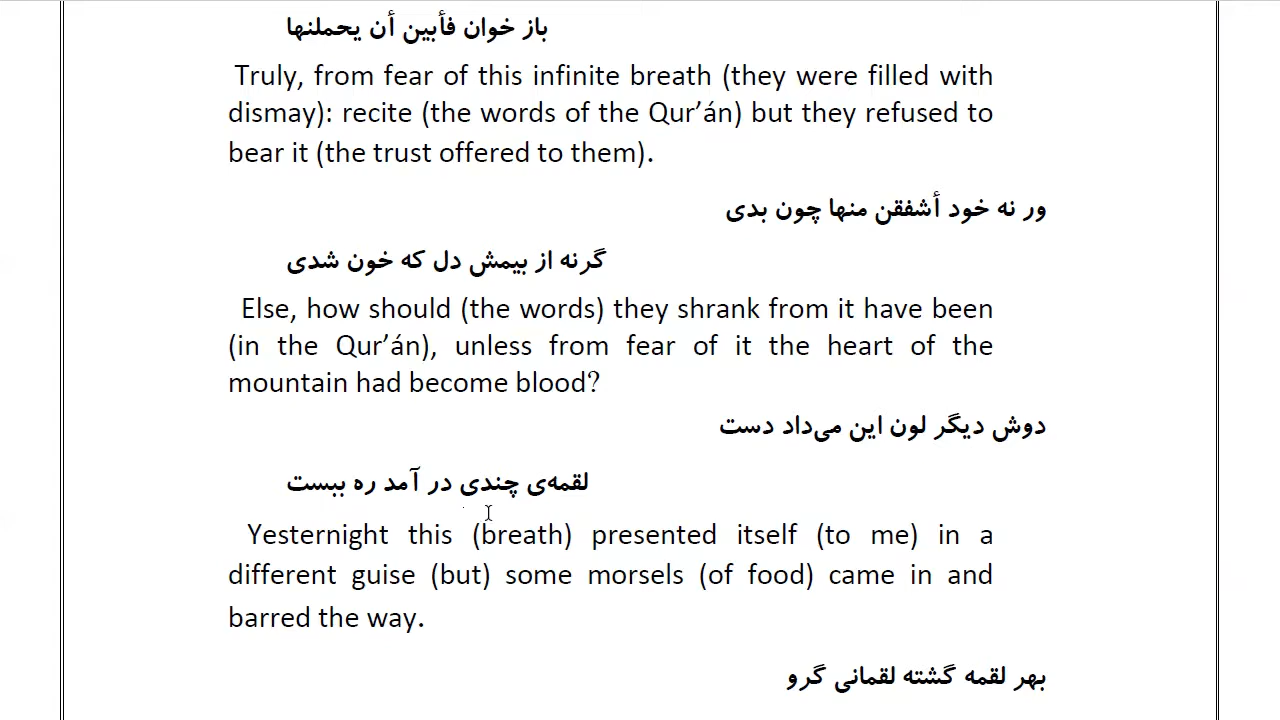 باز خوان فأبین أن یحملنها
Truly, from fear of this infinite breath (they were filled with
dismay): recite (the words of the Qur’án) but they refused to
bear it (the trust offered to them).
ور نه خود أشفقن منها چون بدی
گرنه از بیمش دل که خون شدی
Else, how should (the words) they shrank from it have been
(in the Qur’án), unless from fear of it the heart of the
mountain had become blood?
دوش دیگر لون این می‌داد دست
لقمه‌ی چندی در آمد ره ببست
Yesternight this (breath) presented itself (to me) in a
different guise (but) some morsels (of food) came in and
barred the way.
بهر لقمه گشته لقمانی گرو